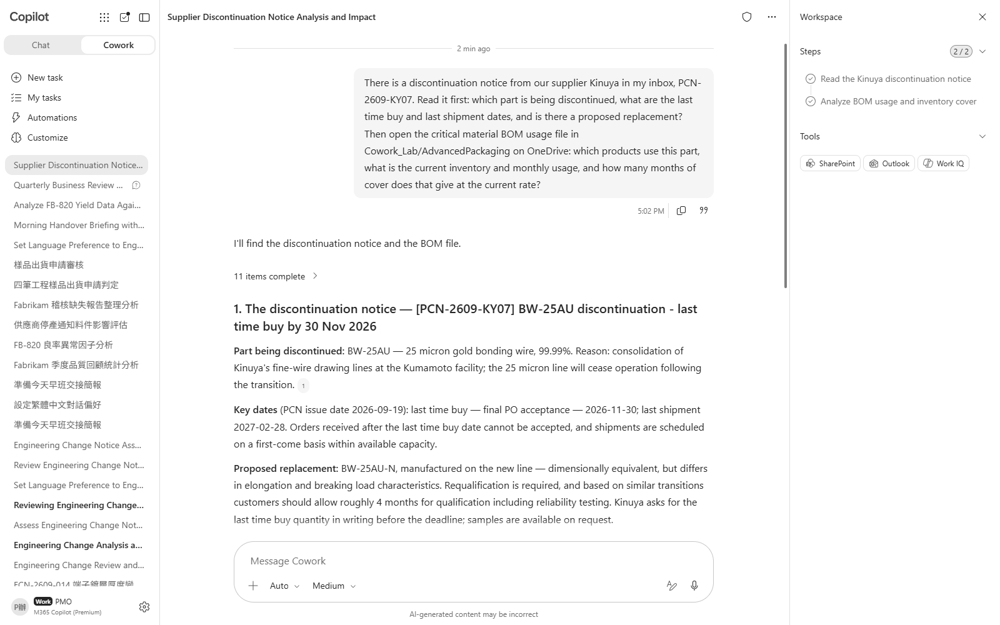 Copilot
Chat
Cowork
New task
My tasks
Automations
Customize
Supplier Discontinuation Notice...
Quarterly Business Review ...
Analyze FB-820 Yield Data Agai...
Morning Handover Briefing with...
Set Language Preference to Eng...
樣品出貨申請審核
四筆工程樣品出貨申請判定
Fabrikam 稽核缺失報告整理分析
供應商停產通知料件影響評估
FB-820 良率異常因子分析
Fabrikam 季度品質回顧統計分析
準備今天早班交接簡報
設定繁體中文對話偏好
準備今天早班交接簡報
Engineering Change Notice Ass...
Review Engineering Change Not...
Set Language Preference to Eng...
Reviewing Engineering Change...
Assess Engineering Change Not...
Engineering Change Analysis a...
Engineering Change Review and...
ECN-2609-014 端子鍍層厚度變
P辦
Work PMO
M365 Copilot (Premium)
Supplier Discontinuation Notice Analysis and Impact
2 min ago
There is a discontinuation notice from our supplier Kinuya in my inbox, PCN-
2609-KY07. Read it first: which part is being discontinued, what are the last
time buy and last shipment dates, and is there a proposed replacement?
Then open the critical material BOM usage file in
Cowork_Lab/AdvancedPackaging on OneDrive: which products use this part,
what is the current inventory and monthly usage, and how many months of
cover does that give at the current rate?
5:02 PM
I'll find the discontinuation notice and the BOM file.
11 items complete
1. The discontinuation notice — [PCN-2609-KY07] BW-25AU discontinuation - last
time buy by 30 Nov 2026
Part being discontinued: BW-25AU — 25 micron gold bonding wire, 99.99%. Reason: consolidation of
Kinuya's fine-wire drawing lines at the Kumamoto facility; the 25 micron line will cease operation following
the transition. 1
Key dates (PCN issue date 2026-09-19): last time buy — final PO acceptance — 2026-11-30; last shipment
2027-02-28. Orders received after the last time buy date cannot be accepted, and shipments are scheduled
on a first-come basis within available capacity.
Proposed replacement: BW-25AU-N, manufactured on the new line — dimensionally equivalent, but differs
in elongation and breaking load characteristics. Requalification is required, and based on similar transitions
customers should allow roughly 4 months for qualification including reliability testing. Kinuya asks for the
last time buy quantity in writing before the deadline; samples are available on request.
Message Cowork
Auto
Medium
AI-generated content may be incorrect
Workspace
Steps
2 / 2
Read the Kinuya discontinuation notice
Analyze BOM usage and inventory cover
Tools
SharePoint
Outlook
Work IQ